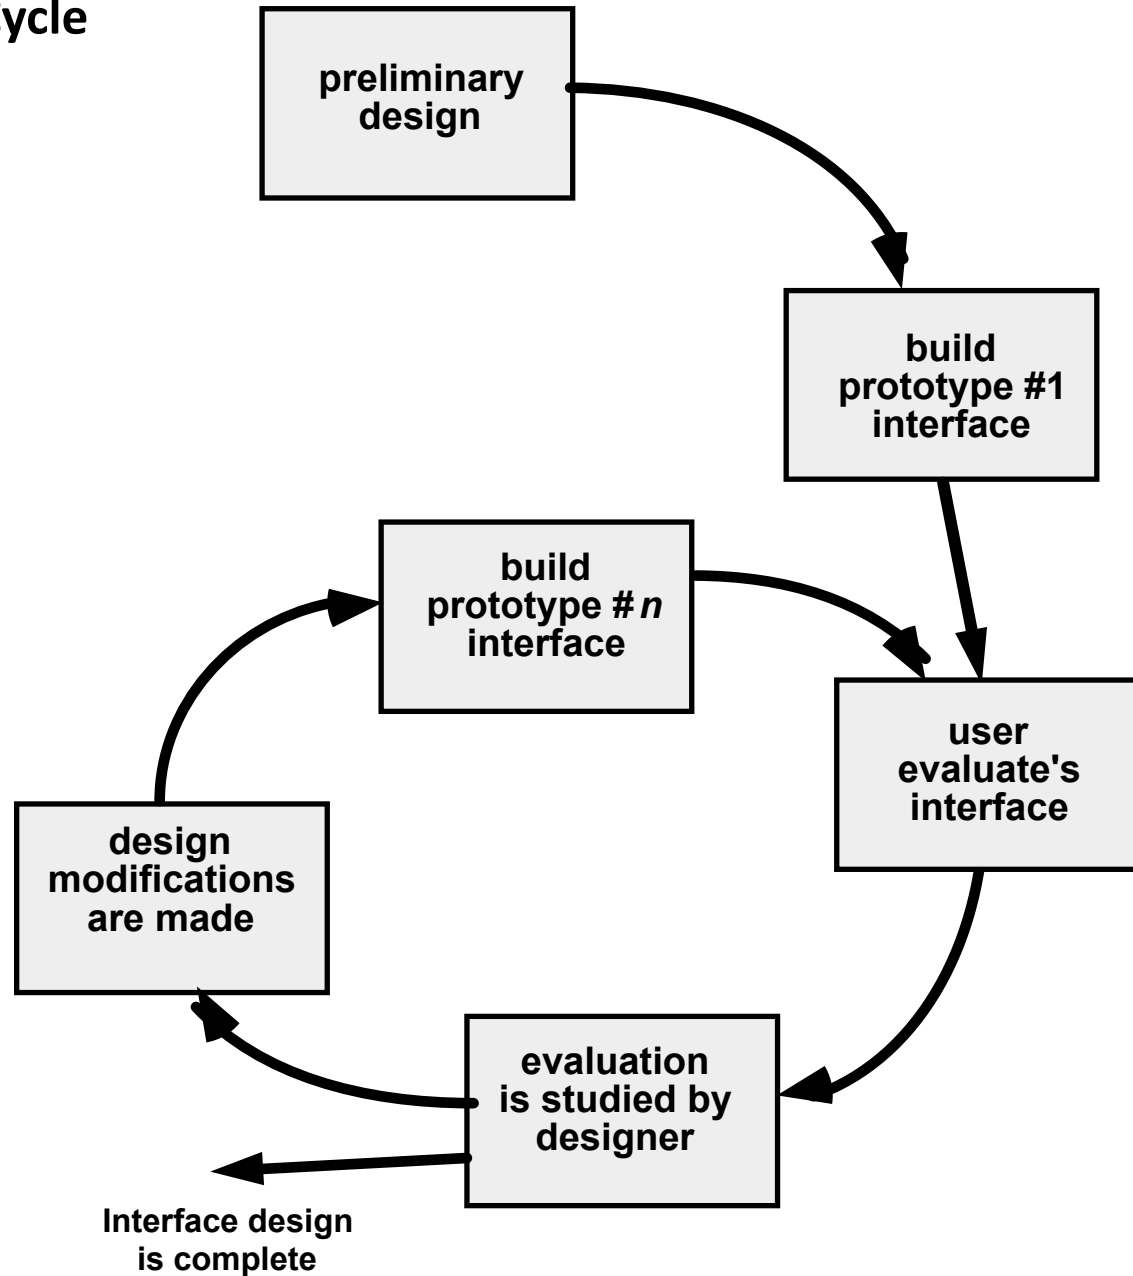 ycle
preliminary
design
build
prototype #1
interface
build
prototype # n
interface
user
evaluate's
interface
design
modifications
are made
evaluation
is studied by
designer
Interface design
is complete